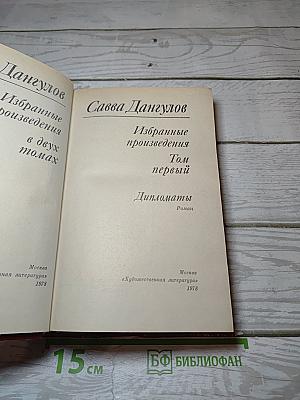 Дангулов
Избранные
произведения
в двух
томах
Москва
1978
Савва Дангулов
Избранные
произведения
Том
первый
Дипломаты
Роман
Москва
«Художественная литература»
1978
15 см
БФ БИБЛИОФАН